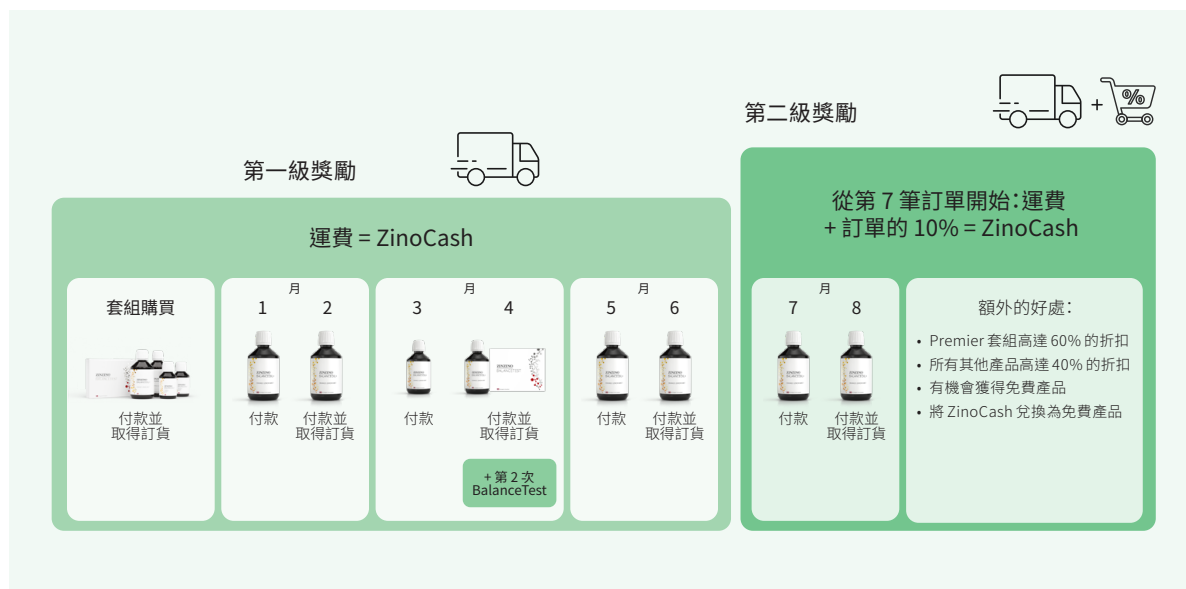 第一級獎勵
運費 = ZinoCash
套組購買
付款並
取得訂貨
月
1 2
付款
付款並
取得訂貨
月
3 4
付款
付款並
取得訂貨
+ 第 2 次
BalanceTest
月
5 6
付款
付款並
取得訂貨
第二級獎勵
+
%
從第 7 筆訂單開始：運費
+ 訂單的 10% = ZinoCash
月
7 8
付款
付款並
取得訂貨
額外的好處：
• Premier 套組高達 60% 的折扣
• 所有其他產品高達 40% 的折扣
• 有機會獲得免費產品
• 將 ZinoCash 兌換為免費產品